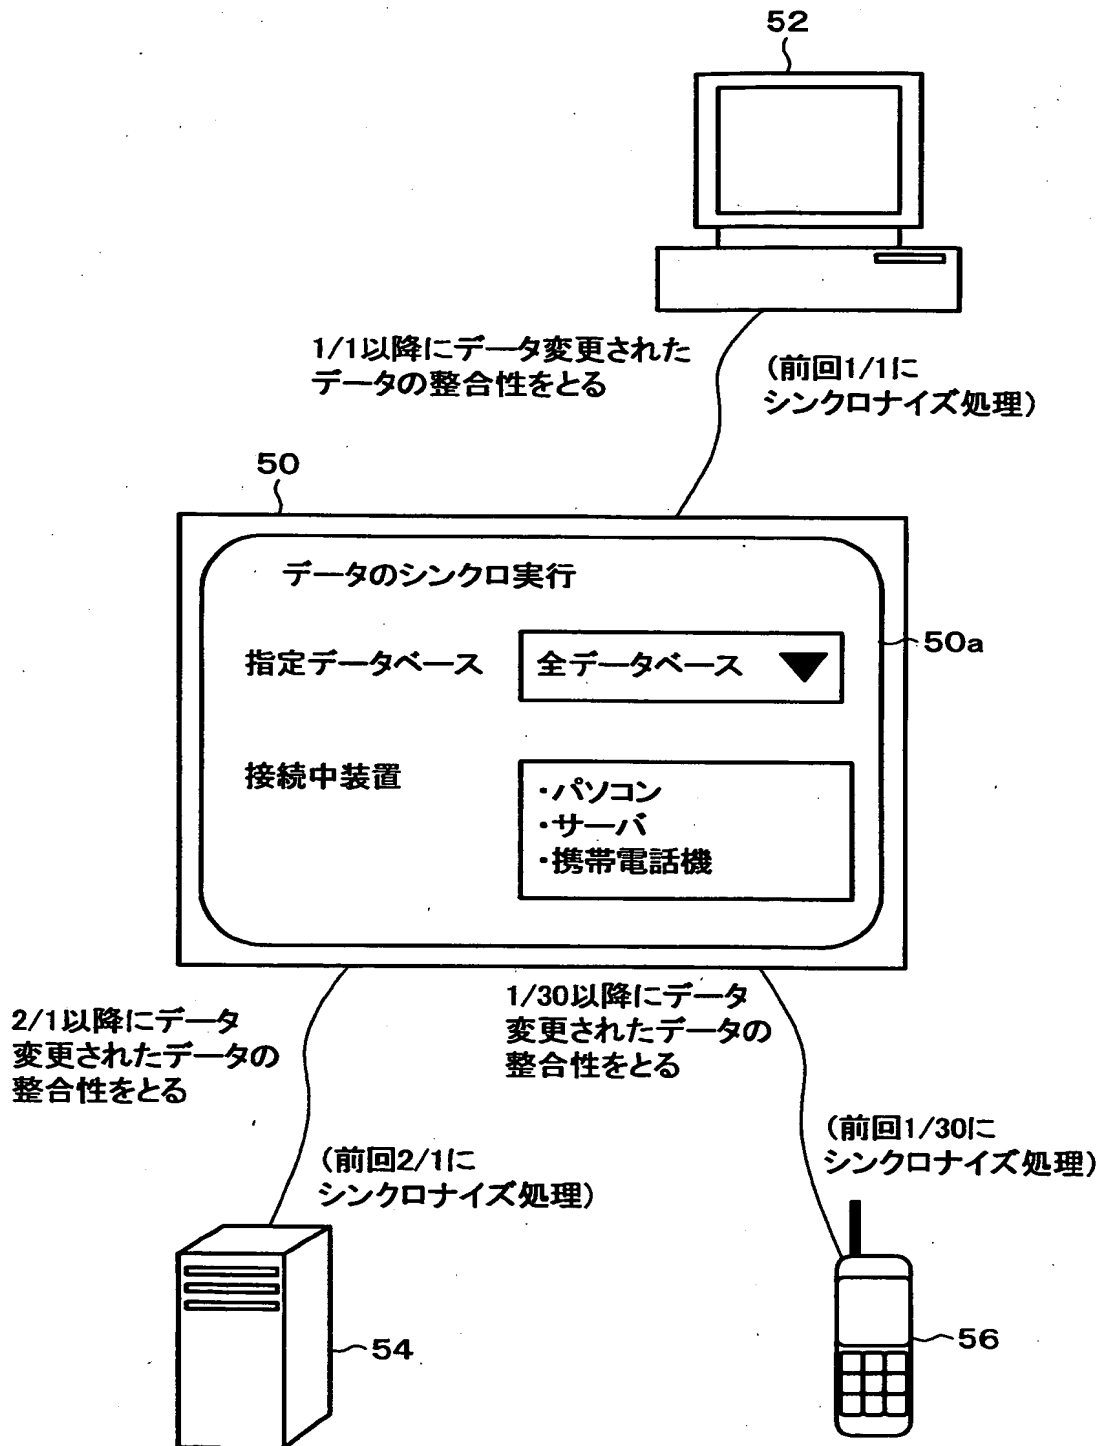 52
1/1以降にデータ変更された
データの整合性をとる
(前回1/1に
シンクロナイズ処理)
50
データのシンクロ実行
50a
指定データベース
全データベース ▼
接続中装置
・パソコン
・サーバ
・携帯電話機
2/1以降にデータ
変更されたデータの
整合性をとる
1/30以降にデータ
変更されたデータの
整合性をとる
(前回2/1に
シンクロナイズ処理)
(前回1/30に
シンクロナイズ処理)
54
56